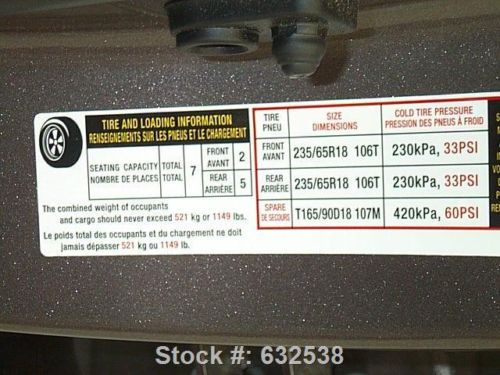 TIRE AND LOADING INFORMATION
RENSEIGNEMENTS SUR LES PNEUS ET LE CHARGEMENT
SEATING CAPACITY TOTAL 7 FRONT AVANT 2
NOMBRE DE PLACES TOTAL REAR ARRIÈRE 5
The combined weight of occupants
and cargo should never exceed 521 kg or 1149 lbs.
Le poids total des occupants et du chargement ne doit
jamais dépasser 521 kg ou 1149 lb.
TIRE SIZE COLD TIRE PRESSURE
PNEU DIMENSIONS PRESSION DES PNEUS À FROID
FRONT AVANT 235/65R18 106T 230kPa, 33PSI
REAR ARRIÈRE 235/65R18 106T 230kPa, 33PSI
SPARE DE SECOURS T165/90D18 107M 420kPa, 60PSI
Stock #: 632538